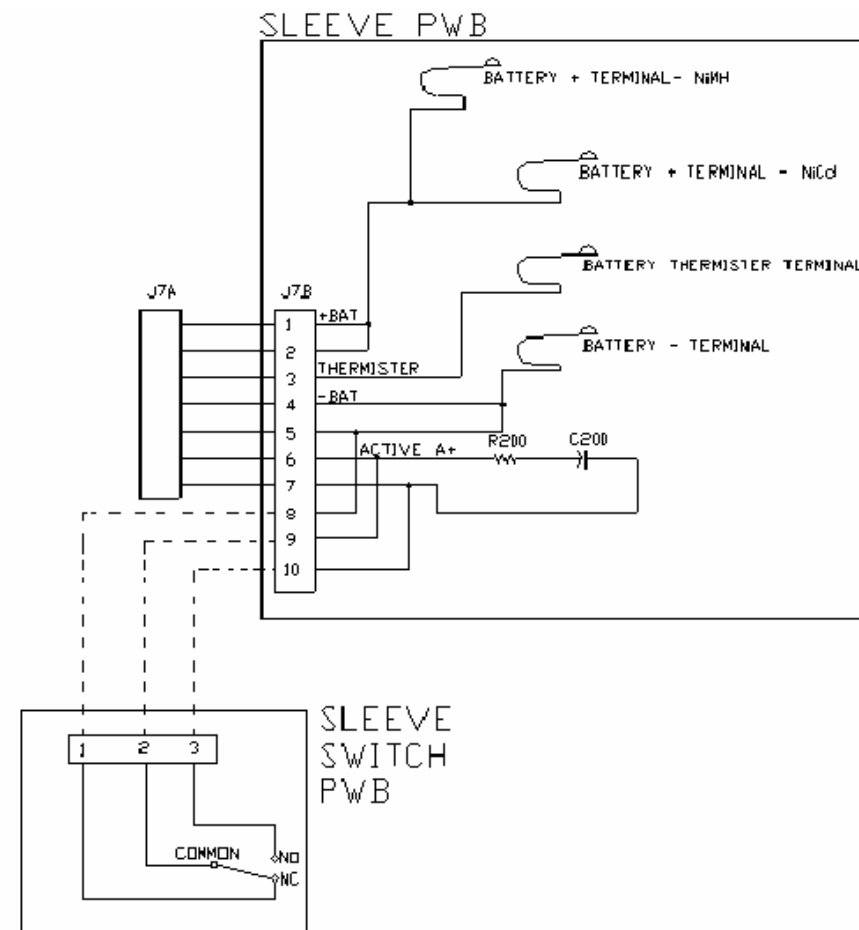 SLEEVE PWB
BATTERY + TERMINAL- NiMH
BATTERY + TERMINAL - NiCd
BATTERY THERMISTER TERMINAL
BATTERY - TERMINAL
J7A
J7B
1
+BAT
2
3
THERMISTER
4
-BAT
5
6
ACTIVE A+
R200
C200
7
8
9
10
SLEEVE
SWITCH
PWB
1 2 3
COMMON
NO
NC